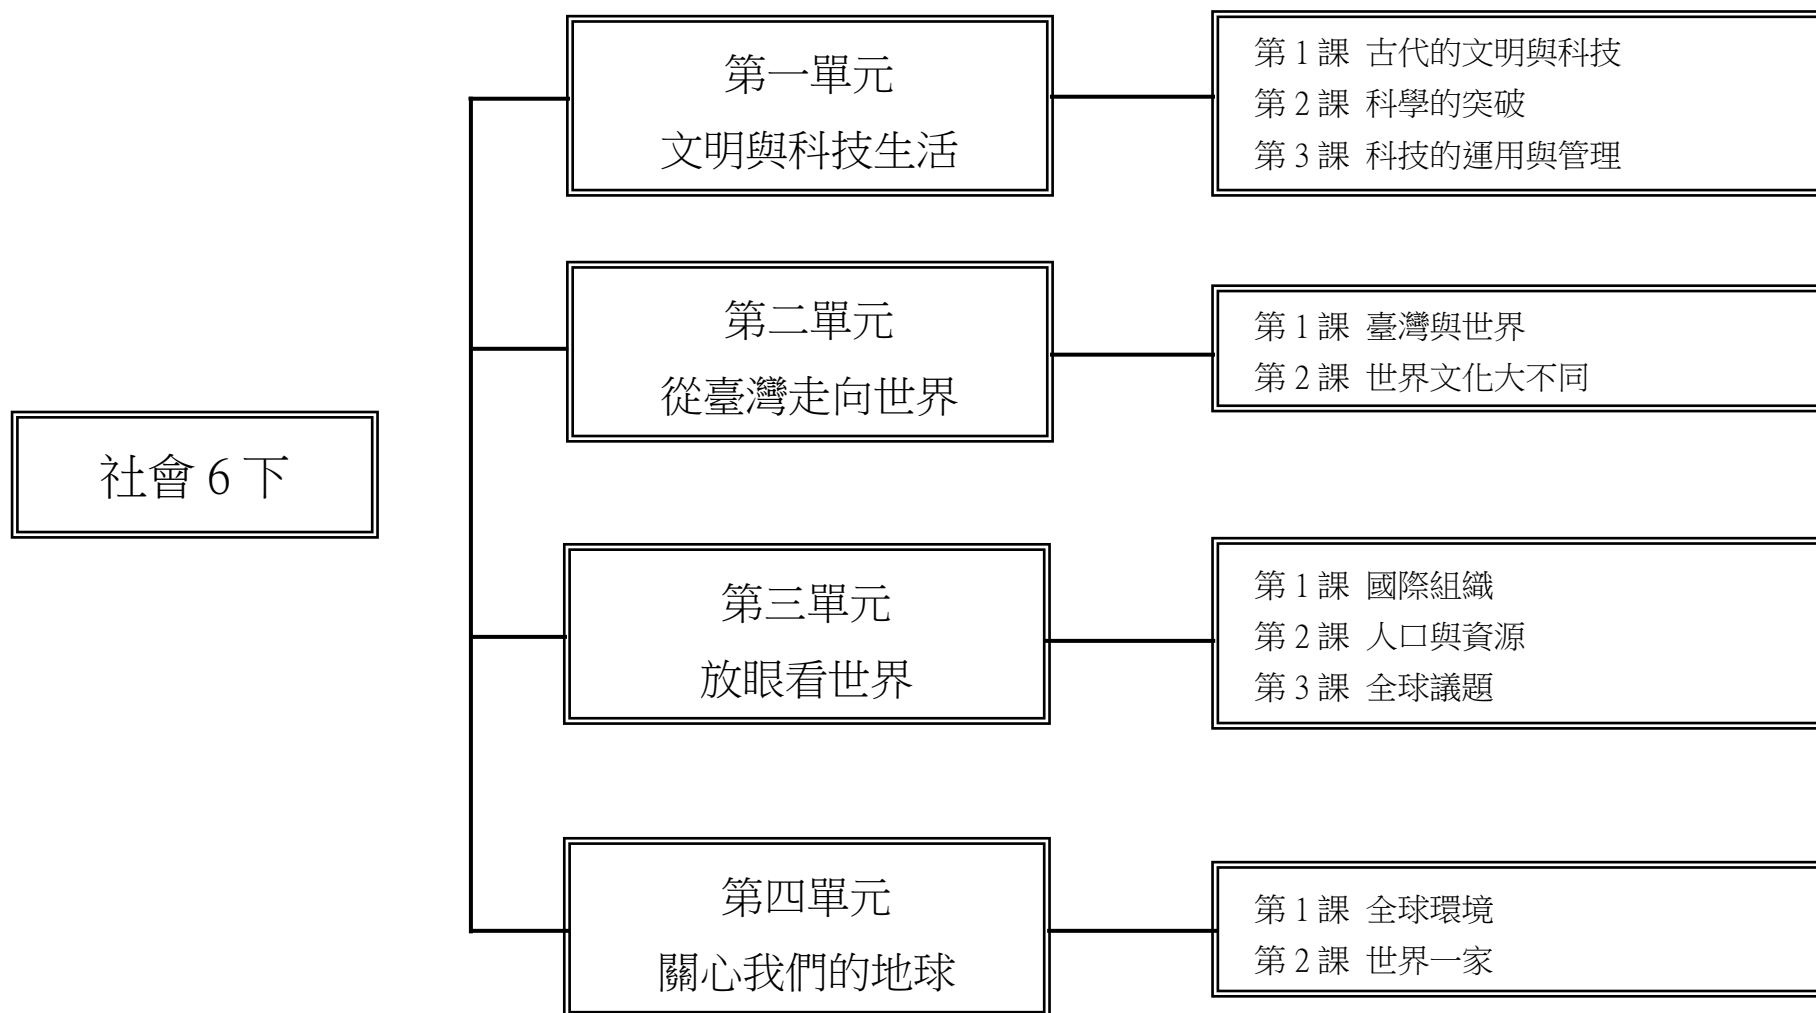 社會 6 下
第一單元
文明與科技生活
第 1 課 古代的文明與科技
第 2 課 科學的突破
第 3 課 科技的運用與管理
第二單元
從臺灣走向世界
第 1 課 臺灣與世界
第 2 課 世界文化大不同
第三單元
放眼看世界
第 1 課 國際組織
第 2 課 人口與資源
第 3 課 全球議題
第四單元
關心我們的地球
第 1 課 全球環境
第 2 課 世界一家